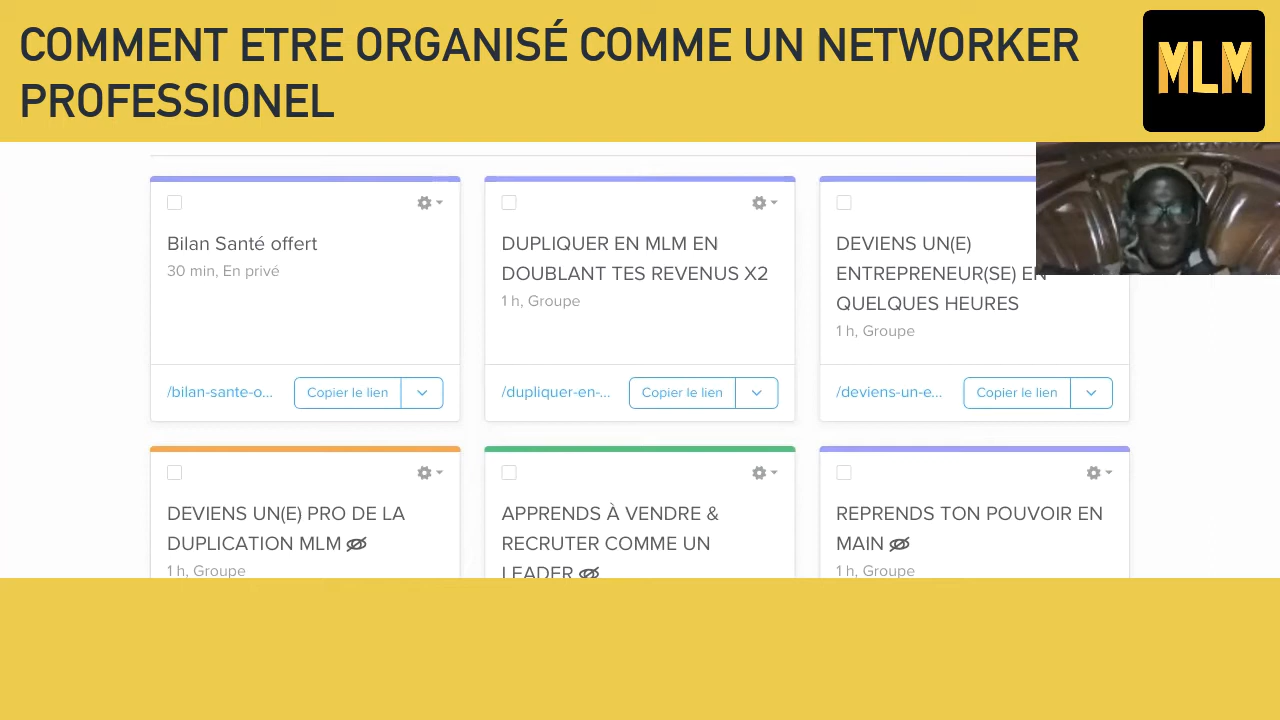 COMMENT ETRE ORGANISÉ COMME UN NETWORKER
PROFESSIONEL
MLM
Bilan Santé offert
30 min, En privé
/bilan-sante-o...
Copier le lien
DUPLIQUER EN MLM EN
DOUBLANT TES REVENUS X2
1 h, Groupe
/dupliquer-en-...
Copier le lien
DEVIENS UN(E)
ENTREPRENEUR(SE) EN
QUELQUES HEURES
1 h, Groupe
/deviens-un-e...
Copier le lien
DEVIENS UN(E) PRO DE LA
DUPLICATION MLM
1 h, Groupe
APPRENDS À VENDRE &
RECRUTER COMME UN
LEADER
REPRENDS TON POUVOIR EN
MAIN
1 h, Groupe